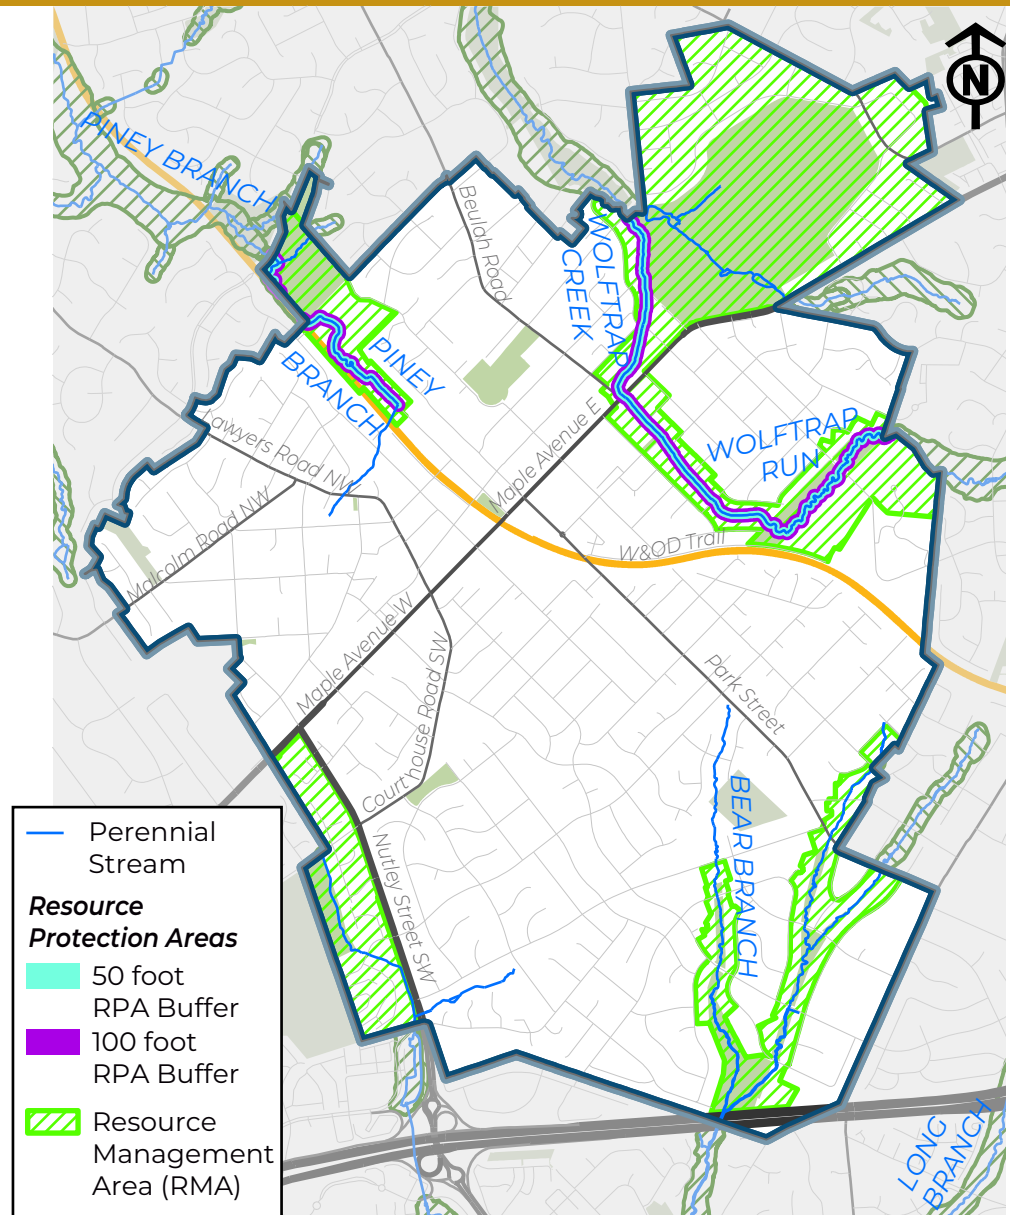 N
PINEY BRANCH
Beulah Road
WOLFTRAP
CREEK
PINEY
BRANCH
Lawyers Road NW
Maple Avenue E
WOLFTRAP
RUN
Malcolm Road NW
W&OD Trail
Maple Avenue W
Courthouse Road SW
Park Street
BEAR BRANCH
Nutley Street SW
LONG
BRANCH
Perennial
Stream
Resource
Protection Areas
50 foot
RPA Buffer
100 foot
RPA Buffer
Resource
Management
Area (RMA)